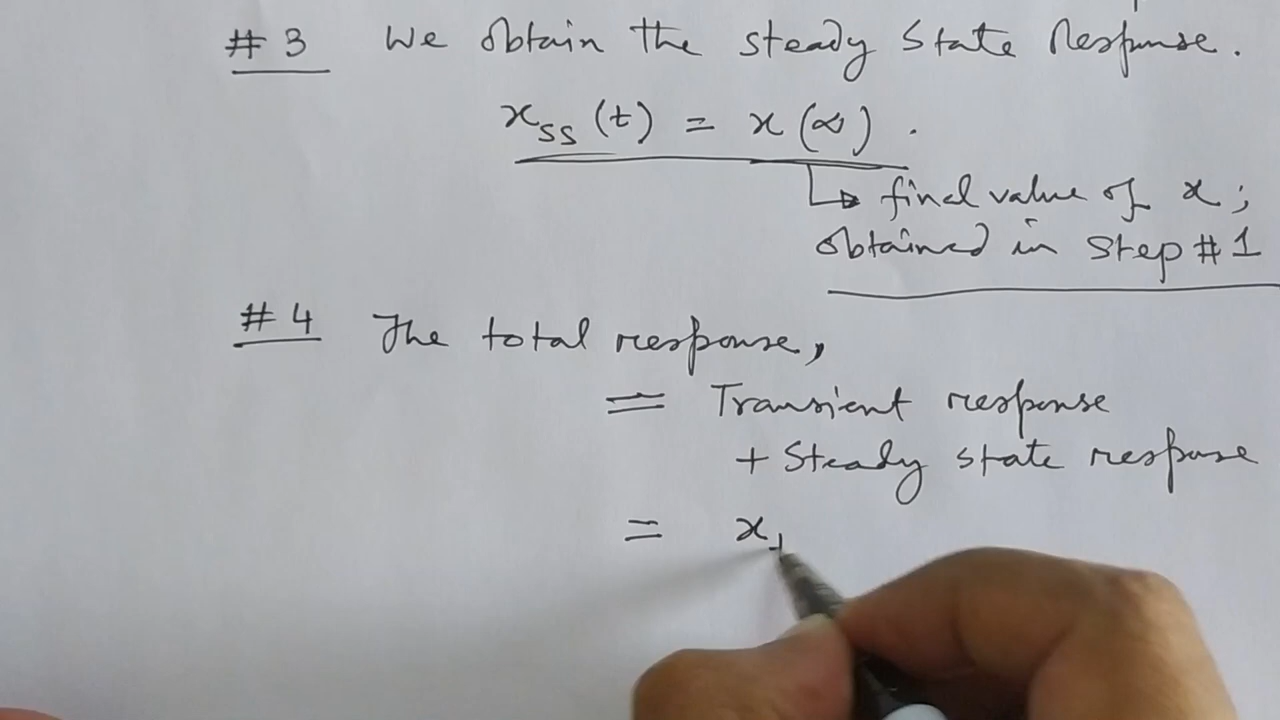 # 3 We obtain the steady state Response.
x_ss (t) = x (∞) .
↳ final value of x ;
obtained in Step # 1
# 4 The total response,
= Transient response
+ Steady state response
= x